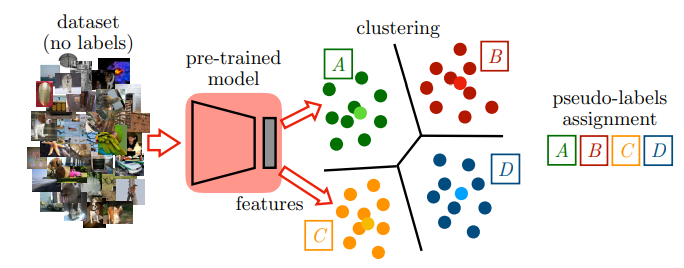 dataset
(no labels)
pre-trained
model
features
clustering
A
B
C
D
pseudo-labels
assignment
A B C D